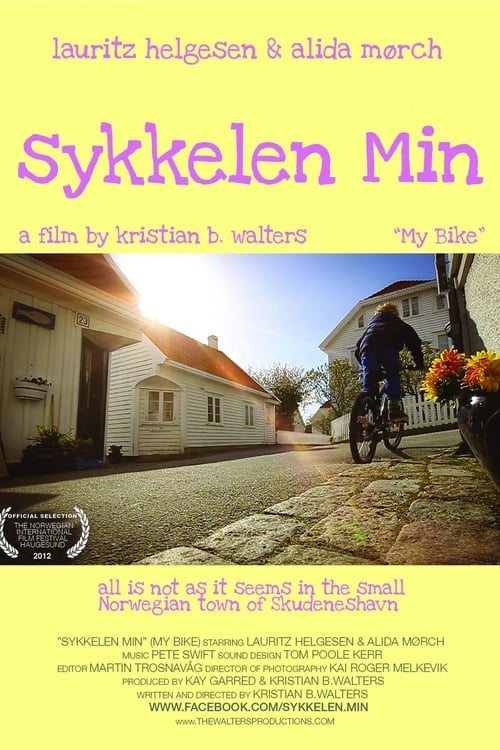 lauritz helgesen & alida mørch
sykkelen Min
a film by kristian b. walters "My Bike"
23
OFFICIAL SELECTION
THE NORWEGIAN
INTERNATIONAL
FILM FESTIVAL
HAUGESUND
2012
all is not as it seems in the small
Norwegian town of Skudeneshavn
"SYKKELEN MIN" (MY BIKE) STARRING LAURITZ HELGESEN & ALIDA MØRCH
MUSIC PETE SWIFT SOUND DESIGN TOM POOLE KERR
EDITOR MARTIN TROSNAVÅG DIRECTOR OF PHOTOGRAPHY KAI ROGER MELKEVIK
PRODUCED BY KAY GARRED & KRISTIAN B.WALTERS
WRITTEN AND DIRECTED BY KRISTIAN B.WALTERS
WWW.FACEBOOK.COM/SYKKELEN.MIN
WWW.THEWALTERSPRODUCTIONS.COM